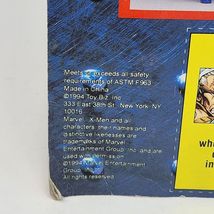 Meets or exceeds all safety
requirements of ASTM F963
Made in China
©1994 Toy Biz, Inc.
333 East 38th St., New York, NY
10016
Marvel, X-Men and all
characters, their names and
distinctive likenesses are
trademarks of Marvel
Entertainment Group, Inc. and are
used with permission
©1994 Marvel Entertainment
Group
All rights reserved
wh
in